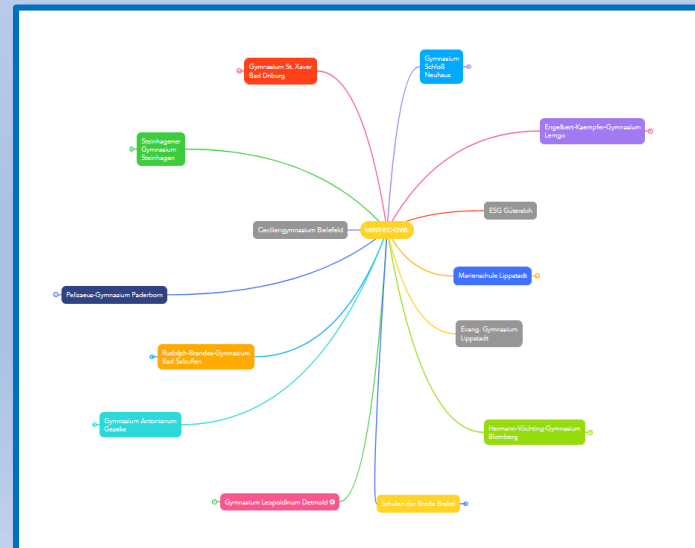 Gymnasium St. Xaver
Bad Driburg
Gymnasium
Schloß
Neuhaus
Engelbert-Kaempfer-Gymnasium
Lemgo
Steinhagener
Gymnasium
Steinhagen
ESG Gütersloh
Ceciliengymnasium Bielefeld
MINT-EC-OWL
Marienschule Lippstadt
Pelizaeus-Gymnasium Paderborn
Evang. Gymnasium
Lippstadt
Rudolph-Brandes-Gymnasium
Bad Salzuflen
Gymnasium Antonianum
Geseke
Hermann-Vöchting-Gymnasium
Blomberg
Gymnasium Leopoldinum Detmold
Schulen der Brede Brakel